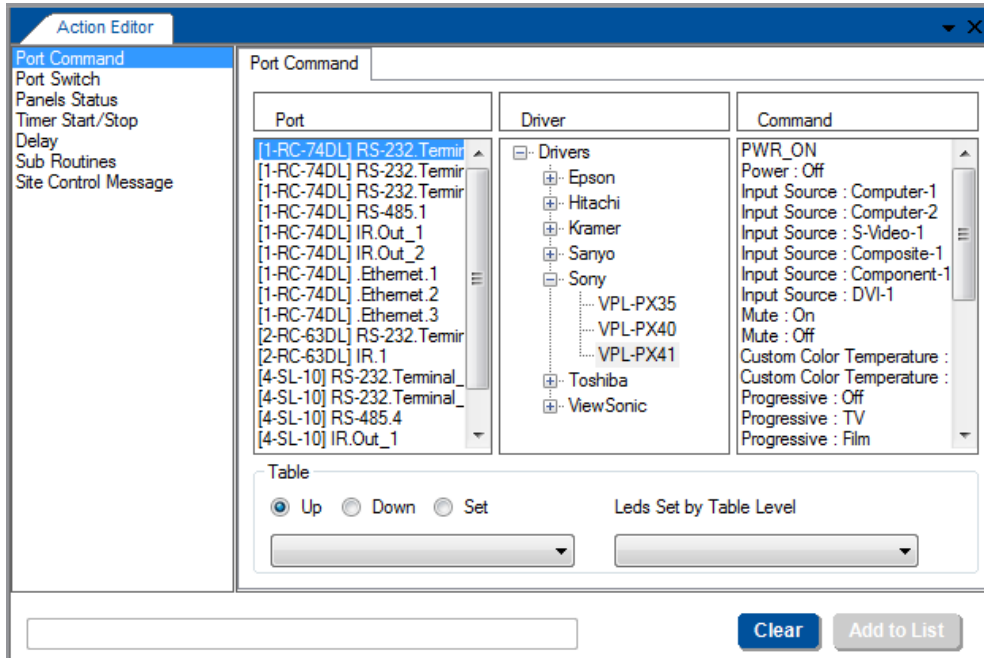 Action Editor
Port Command
Port Switch
Panels Status
Timer Start/Stop
Delay
Sub Routines
Site Control Message
Port Command
Port
[1-RC-74DL] RS-232.Termir
[1-RC-74DL] RS-232.Termir
[1-RC-74DL] RS-232.Termir
[1-RC-74DL] RS-485.1
[1-RC-74DL] IR.Out_1
[1-RC-74DL] IR.Out_2
[1-RC-74DL] .Ethernet.1
[1-RC-74DL] .Ethernet.2
[1-RC-74DL] .Ethernet.3
[2-RC-63DL] RS-232.Termir
[2-RC-63DL] IR.1
[4-SL-10] RS-232.Terminal_
[4-SL-10] RS-232.Terminal_
[4-SL-10] RS-485.4
[4-SL-10] IR.Out_1
Driver
Drivers
Epson
Hitachi
Kramer
Sanyo
Sony
VPL-PX35
VPL-PX40
VPL-PX41
Toshiba
ViewSonic
Command
PWR_ON
Power : Off
Input Source : Computer-1
Input Source : Computer-2
Input Source : S-Video-1
Input Source : Composite-1
Input Source : Component-1
Input Source : DVI-1
Mute : On
Mute : Off
Custom Color Temperature :
Custom Color Temperature :
Progressive : Off
Progressive : TV
Progressive : Film
Table
Up Down Set
Leds Set by Table Level
Clear
Add to List